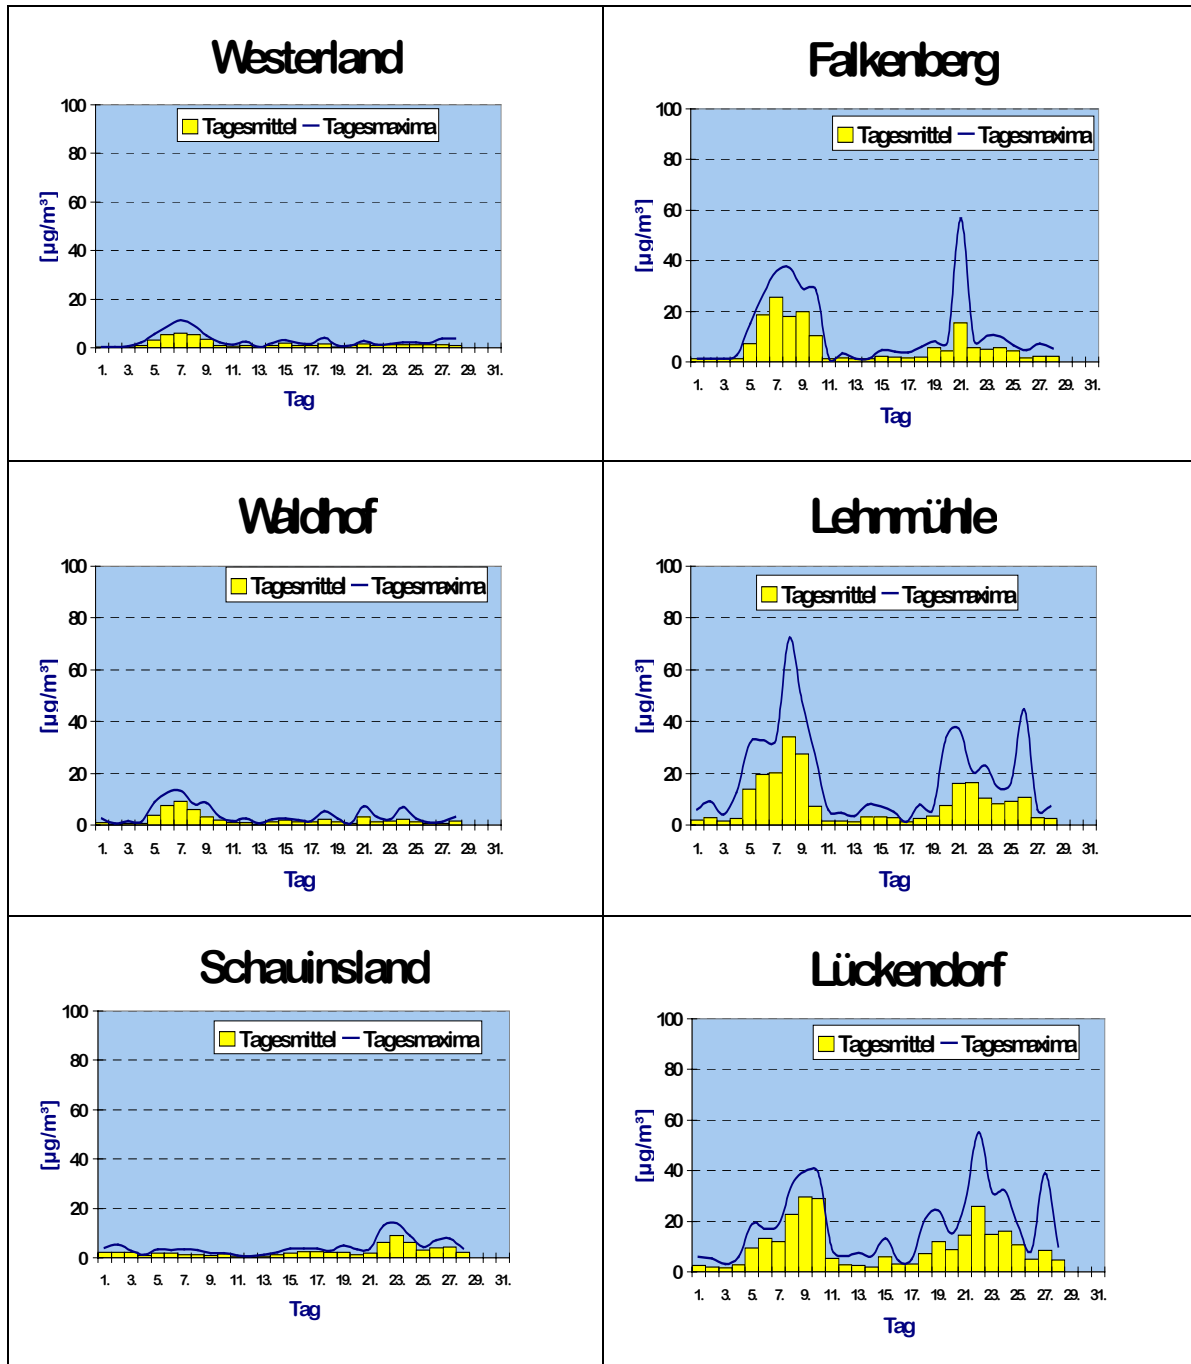 Westerland
Tagesmittel Tagesmaxima
100
80
60
40
20
0
[µg/m³]
1. 3. 5. 7. 9. 11. 13. 15. 17. 19. 21. 23. 25. 27. 29. 31.
Tag
Falkenberg
Tagesmittel Tagesmaxima
100
80
60
40
20
0
[µg/m³]
1. 3. 5. 7. 9. 11. 13. 15. 17. 19. 21. 23. 25. 27. 29. 31.
Tag
Waldhof
Tagesmittel Tagesmaxima
100
80
60
40
20
0
[µg/m³]
1. 3. 5. 7. 9. 11. 13. 15. 17. 19. 21. 23. 25. 27. 29. 31.
Tag
Lehnmühle
Tagesmittel Tagesmaxima
100
80
60
40
20
0
[µg/m³]
1. 3. 5. 7. 9. 11. 13. 15. 17. 19. 21. 23. 25. 27. 29. 31.
Tag
Schauinsland
Tagesmittel Tagesmaxima
100
80
60
40
20
0
[µg/m³]
1. 3. 5. 7. 9. 11. 13. 15. 17. 19. 21. 23. 25. 27. 29. 31.
Tag
Lückendorf
Tagesmittel Tagesmaxima
100
80
60
40
20
0
[µg/m³]
1. 3. 5. 7. 9. 11. 13. 15. 17. 19. 21. 23. 25. 27. 29. 31.
Tag